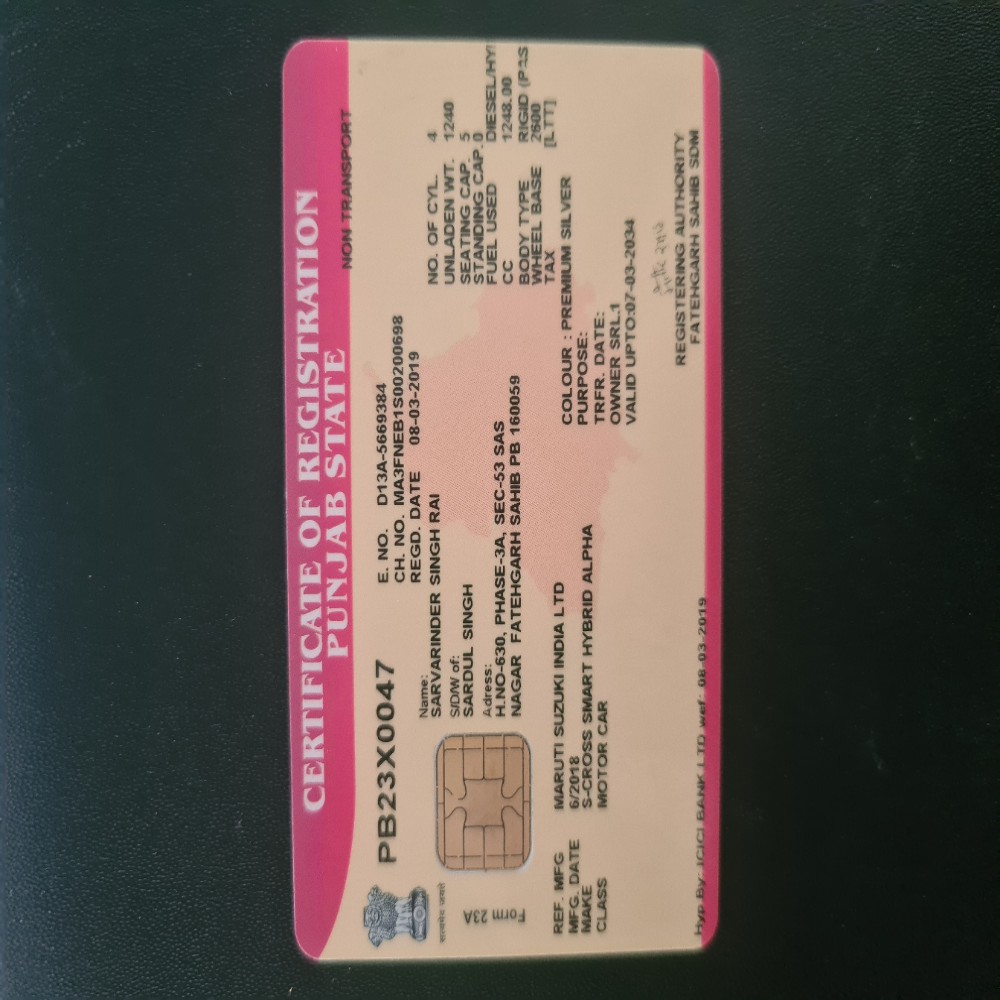 CERTIFICATE OF REGISTRATION
PUNJAB STATE
NON TRANSPORT
सत्यमेव जयते
Form 23A
PB23X0047
E. NO. D13A-5669384
CH. NO. MA3FNEB1S00200698
REGD. DATE 08-03-2019
Name:
SARVARINDER SINGH RAI
S/D/W of:
SARDUL SINGH
Adress:
H.NO-630, PHASE-3A, SEC-53 SAS
NAGAR FATEHGARH SAHIB PB 160059
NO. OF CYL. 4
UNLADEN WT. 1240
SEATING CAP. 5
STANDING CAP. 0
FUEL USED DIESEL/HY
CC 1248.00
BODY TYPE RIGID (PAS
WHEEL BASE 2600
TAX [LTT]
REF. MFG MARUTI SUZUKI INDIA LTD
MFG. DATE 6/2018
MAKE S-CROSS SMART HYBRID ALPHA
CLASS MOTOR CAR
COLOUR : PREMIUM SILVER
PURPOSE:
TRFR. DATE:
OWNER SRL.1
VALID UPTO:07-03-2034
REGISTERING AUTHORITY
FATEHGARH SAHIB SDM
Hyp By: ICICI BANK LTD wef: 08-03-2019